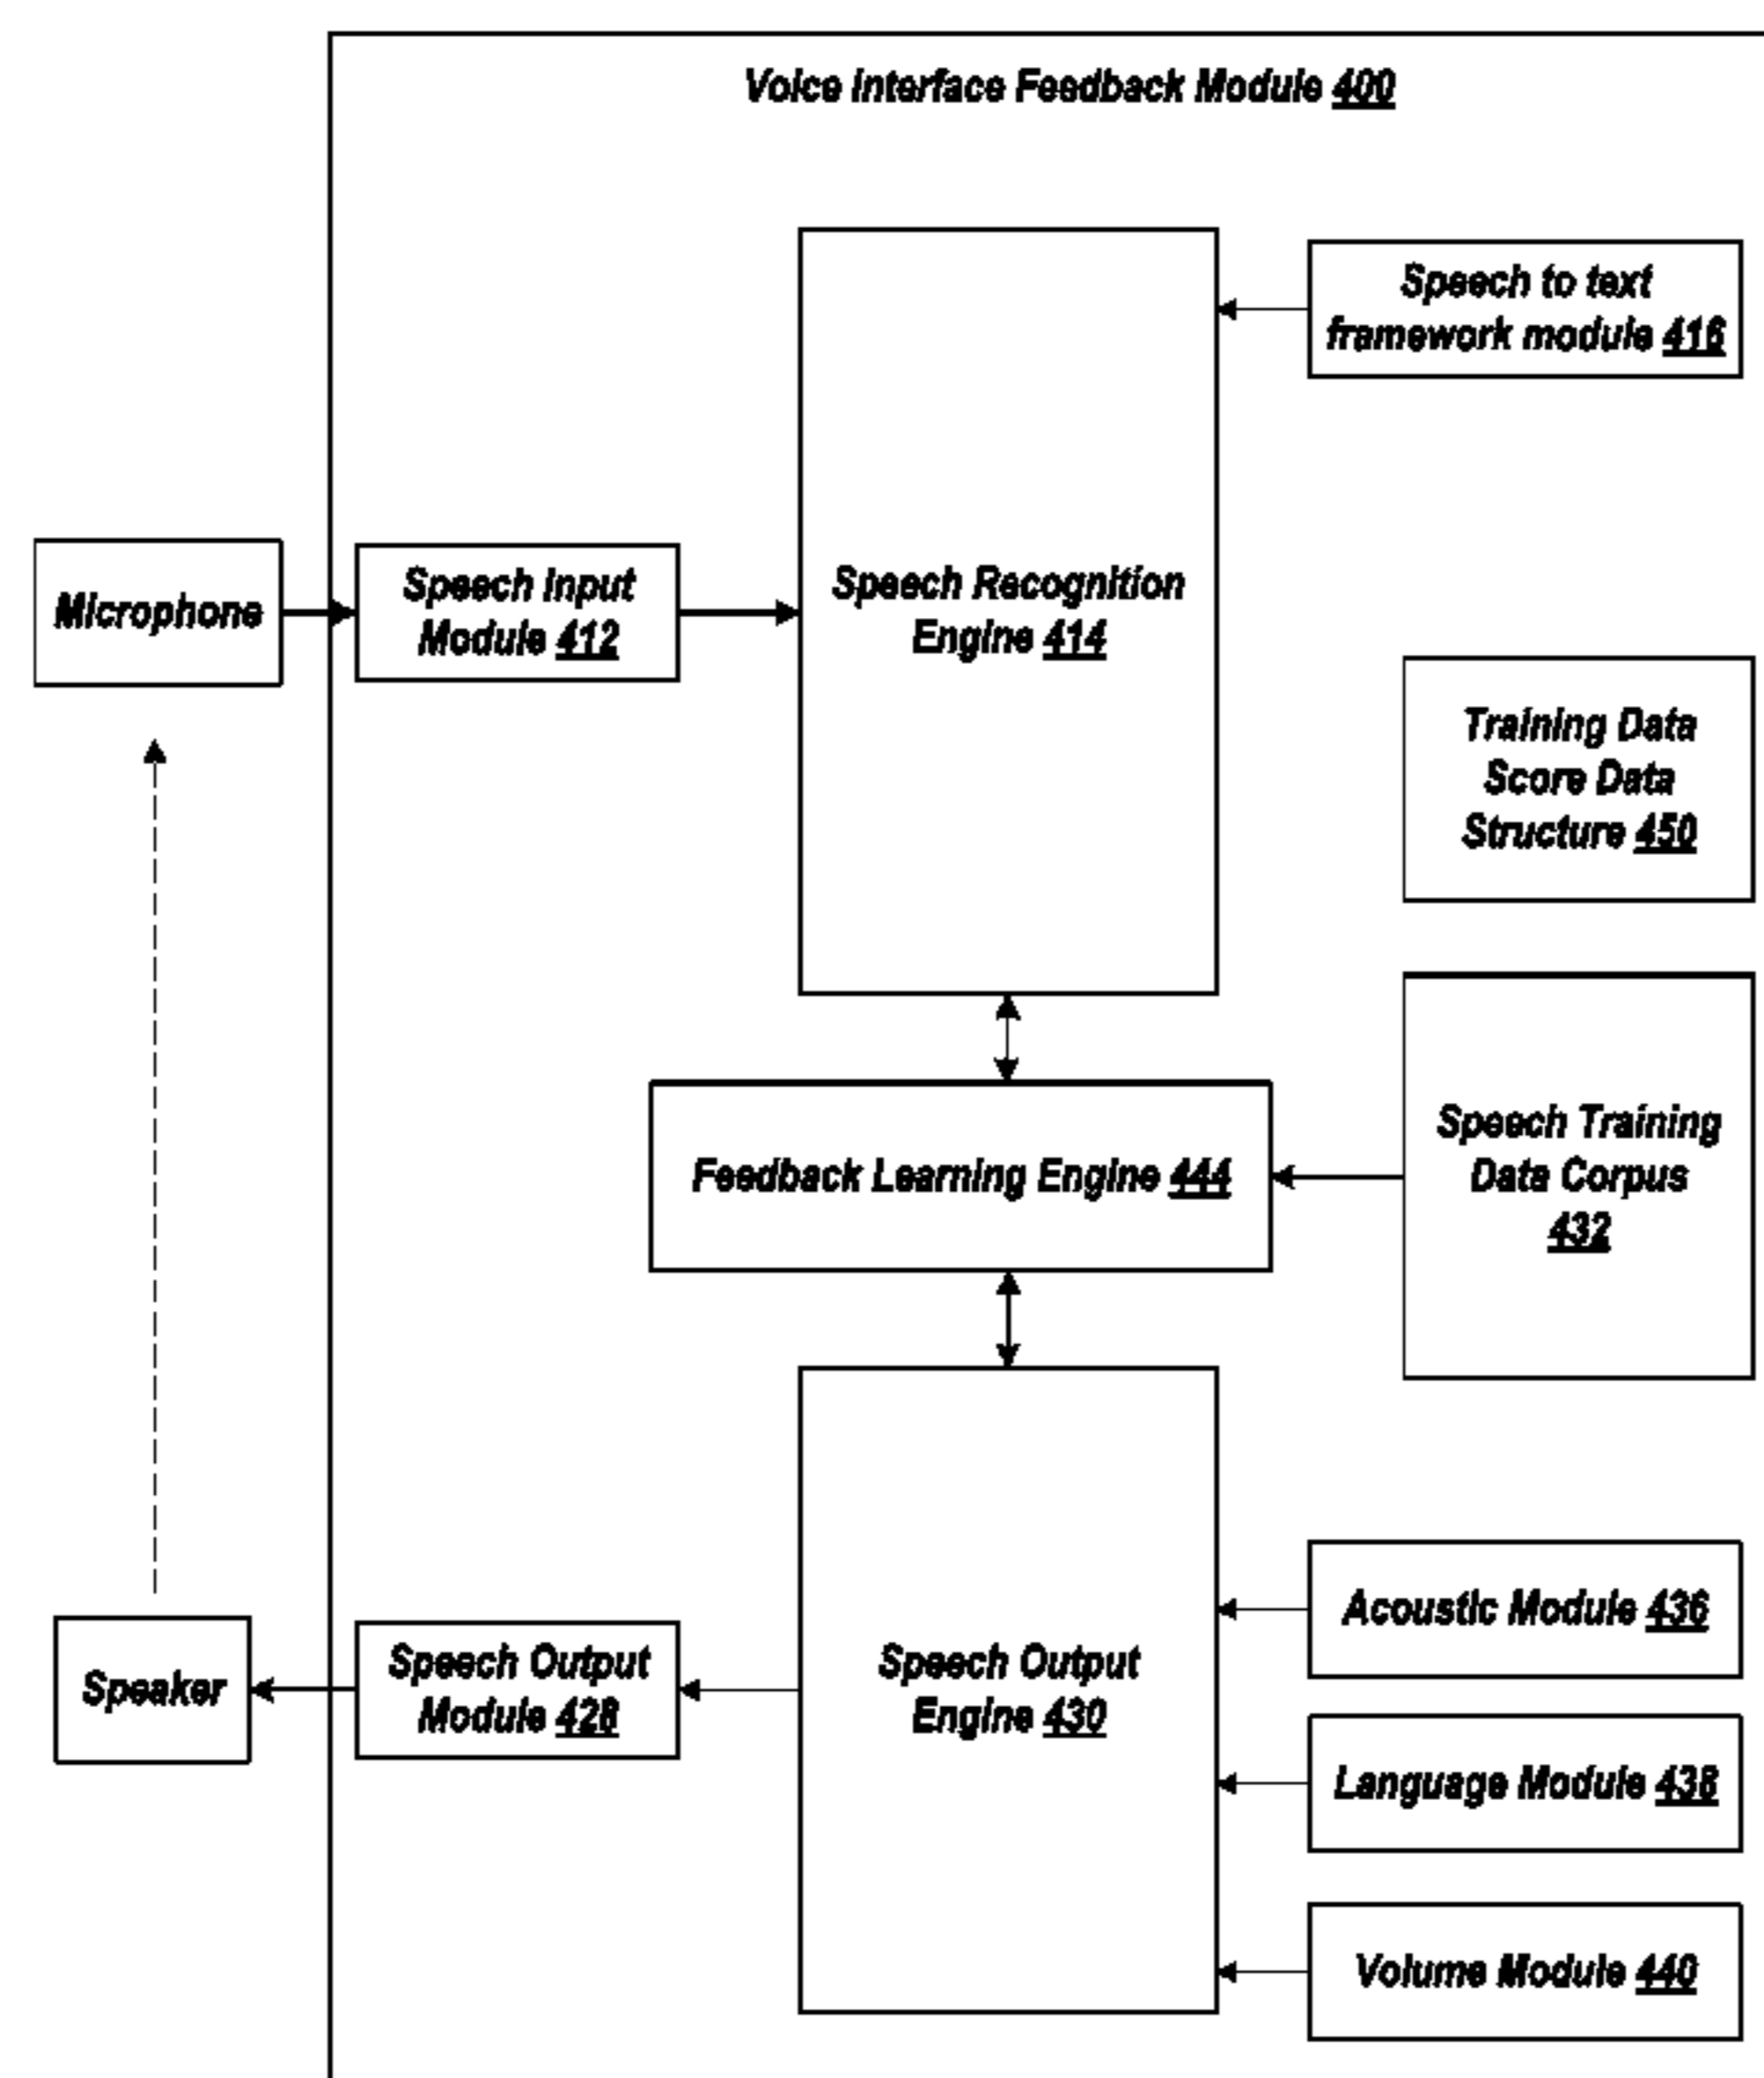 Voice Interface Feedback Module 400
Speech to text
framework module 416
Microphone
Speech Input
Module 412
Speech Recognition
Engine 414
Training Data
Score Data
Structure 450
Speech Training
Data Corpus
432
Feedback Learning Engine 444
Acoustic Module 436
Speaker
Speech Output
Module 428
Speech Output
Engine 430
Language Module 438
Volume Module 440